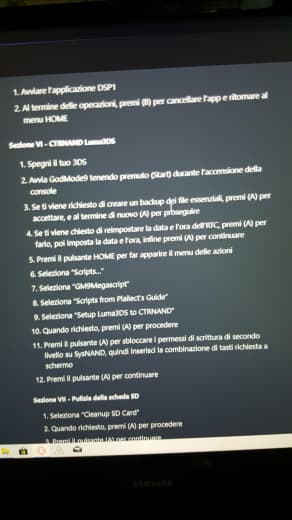 1. Avviare l'applicazione DSP1
2. Al termine delle operazioni, premi (B) per cancellare l'app e ritornare al
menu HOME
Sezione VI - CTRNAND Luma3DS
1. Spegni il tuo 3DS
2. Avvia GodMode9 tenendo premuto (Start) durante l'accensione della
console
3. Se ti viene richiesto di creare un backup dei file essenziali, premi (A) per
accettare, e al termine di nuovo (A) per proseguire
4. Se ti viene chiesto di reimpostare la data e l'ora dell'RTC, premi (A) per
farlo, poi imposta la data e l'ora, infine premi (A) per continuare
5. Premi il pulsante HOME per far apparire il menu delle azioni
6. Seleziona "Scripts..."
7. Seleziona "GM9Megascript"
8. Seleziona "Scripts from Plailect's Guide"
9. Seleziona "Setup Luma3DS to CTRNAND"
10. Quando richiesto, premi (A) per procedere
11. Premi il pulsante (A) per sbloccare i permessi di scrittura di secondo
livello su SysNAND, quindi inserisci la combinazione di tasti richiesta a
schermo
12. Premi il pulsante (A) per continuare
Sezione VII - Pulizia della scheda SD
1. Seleziona "Cleanup SD Card"
2. Quando richiesto, premi (A) per procedere
3. Premi il pulsante (A) per continuare
SAMSUNG